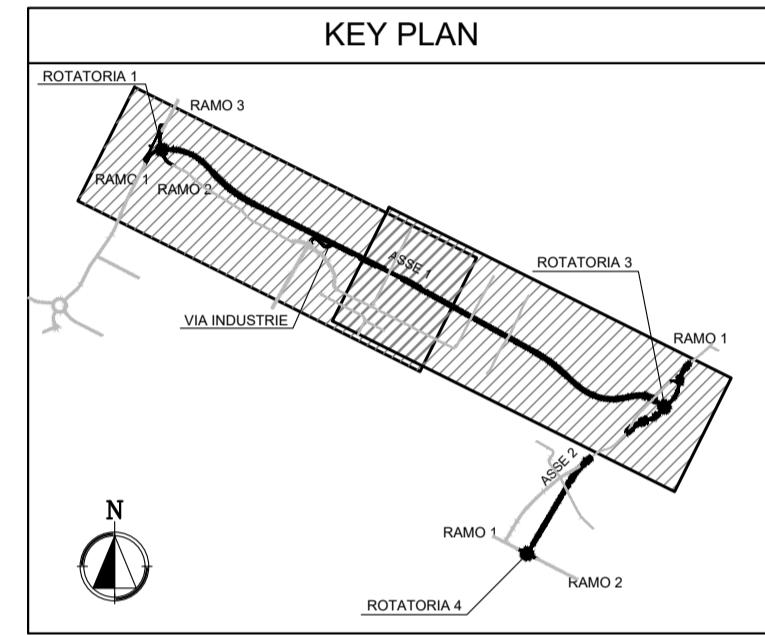 KEY PLAN
ROTATORIA 1
RAMO 3
RAMO 1
RAMO 2
ASSE 1
ROTATORIA 3
VIA INDUSTRIE
RAMO 1
ASSE 2
RAMO 1
RAMO 2
ROTATORIA 4
N